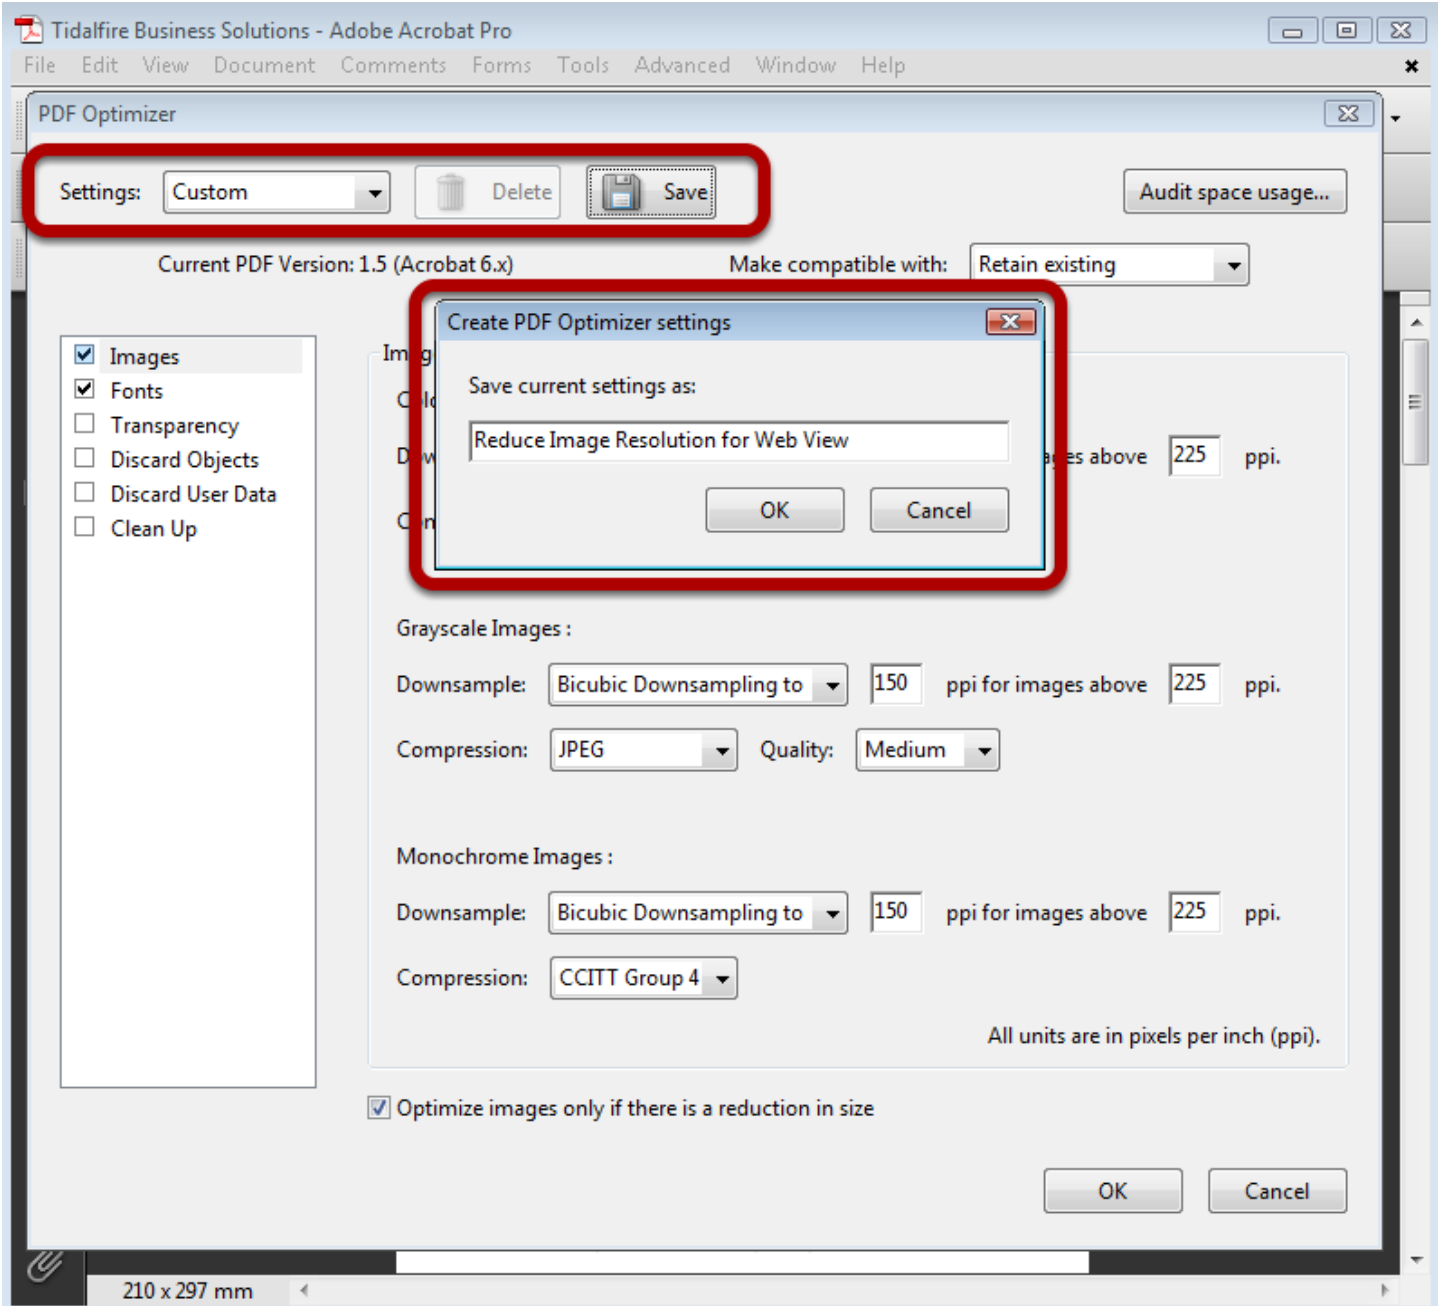 Tidalfire Business Solutions - Adobe Acrobat Pro
File Edit View Document Comments Forms Tools Advanced Window Help
PDF Optimizer
Settings: Custom Delete Save Audit space usage...
Current PDF Version: 1.5 (Acrobat 6.x) Make compatible with: Retain existing
Create PDF Optimizer settings
Save current settings as:
Reduce Image Resolution for Web View
OK Cancel
Images
Fonts
Transparency
Discard Objects
Discard User Data
Clean Up
above 225 ppi.
Grayscale Images :
Downsample: Bicubic Downsampling to 150 ppi for images above 225 ppi.
Compression: JPEG Quality: Medium
Monochrome Images :
Downsample: Bicubic Downsampling to 150 ppi for images above 225 ppi.
Compression: CCITT Group 4
All units are in pixels per inch (ppi).
Optimize images only if there is a reduction in size
OK Cancel
210 x 297 mm